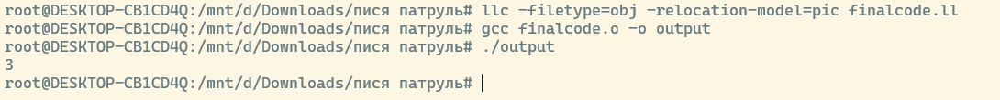 root@DESKTOP-CB1CD4Q:/mnt/d/Downloads/пися патруль# llc -filetype=obj -relocation-model=pic finalcode.ll
root@DESKTOP-CB1CD4Q:/mnt/d/Downloads/пися патруль# gcc finalcode.o -o output
root@DESKTOP-CB1CD4Q:/mnt/d/Downloads/пися патруль# ./output
3
root@DESKTOP-CB1CD4Q:/mnt/d/Downloads/пися патруль#